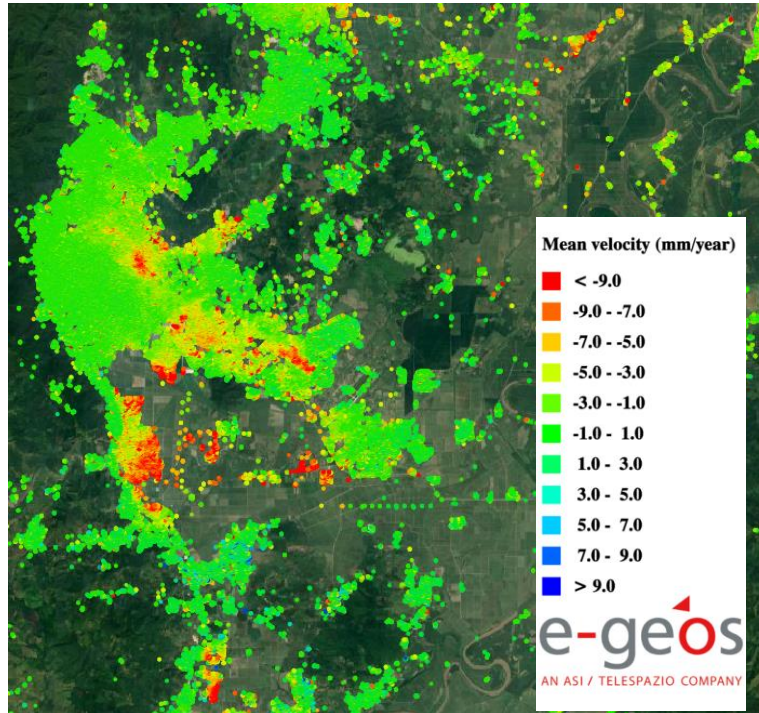 Mean velocity (mm/year)
< -9.0
-9.0 - -7.0
-7.0 - -5.0
-5.0 - -3.0
-3.0 - -1.0
-1.0 - 1.0
1.0 - 3.0
3.0 - 5.0
5.0 - 7.0
7.0 - 9.0
> 9.0
e-geos
AN ASI / TELESPAZIO COMPANY